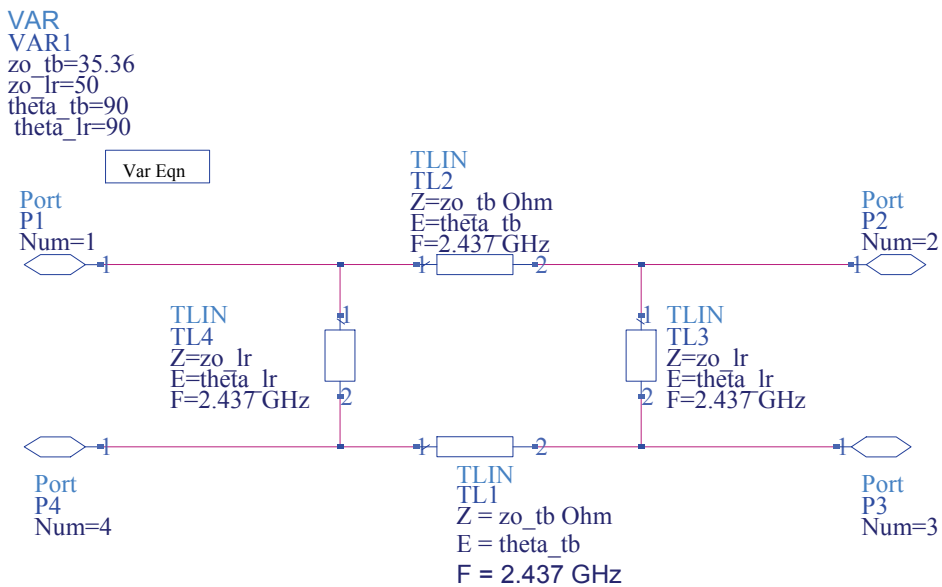 VAR
VAR1
zo_tb=35.36
zo_lr=50
theta_tb=90
theta_lr=90
Var Eqn
Port
P1
Num=1
TLIN
TL2
Z=zo_tb Ohm
E=theta_tb
F=2.437 GHz
Port
P2
Num=2
1
1
2
1
TLIN
TL4
Z=zo_lr
E=theta_lr
F=2.437 GHz
1
2
TLIN
TL3
Z=zo_lr
E=theta_lr
F=2.437 GHz
1
2
1
1
2
1
Port
P4
Num=4
TLIN
TL1
Z = zo_tb Ohm
E = theta_tb
F = 2.437 GHz
Port
P3
Num=3